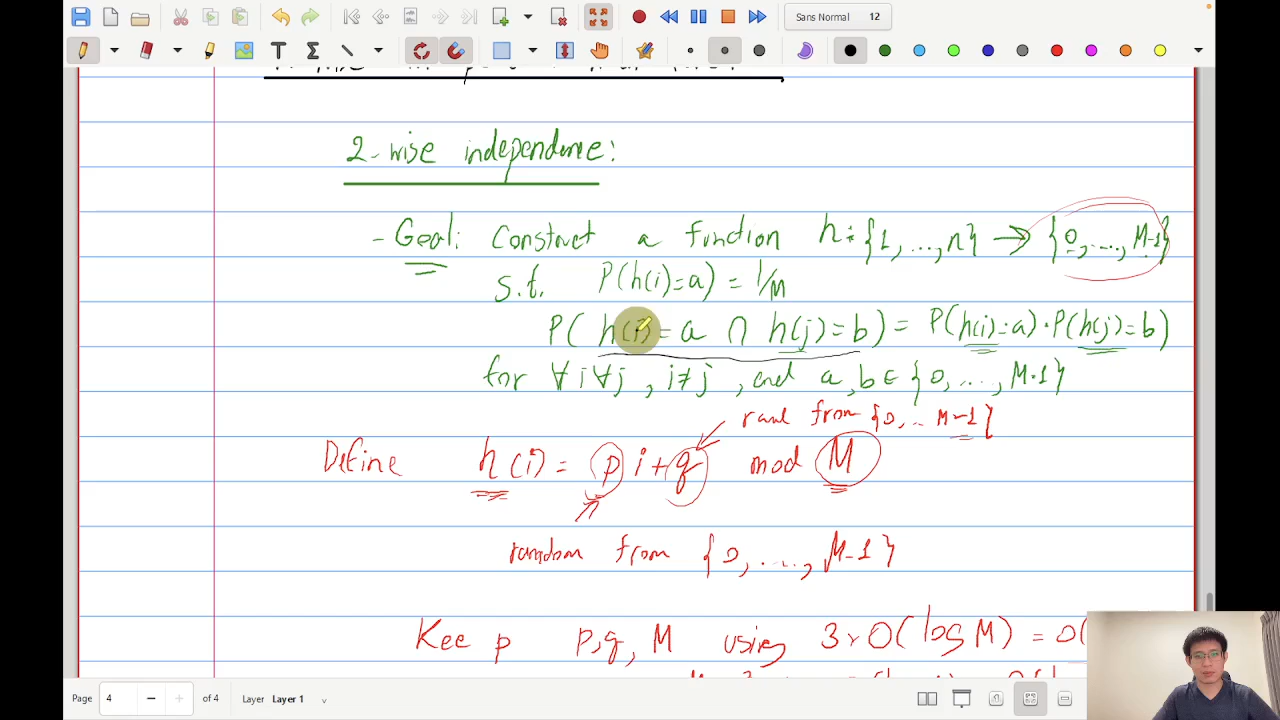 Sans Normal 12
2-wise independence:
- Goal: Construct a function h: {1, ..., n} → {0, ..., M-1}
s.t. P(h(i)=a) = 1/M
P( h(i)= a ∩ h(j)=b) = P(h(i)=a)·P(h(j)=b)
for ∀i∀j, i≠j, and a,b ∈ {0, ..., M-1}
rand from {0, .. M-1}
Define h(i) = p i + q mod M
random from {0, ...., M-1}
Keep p,q, M using 3×O(log M) = O(
Page 4 of 4 Layer Layer 1